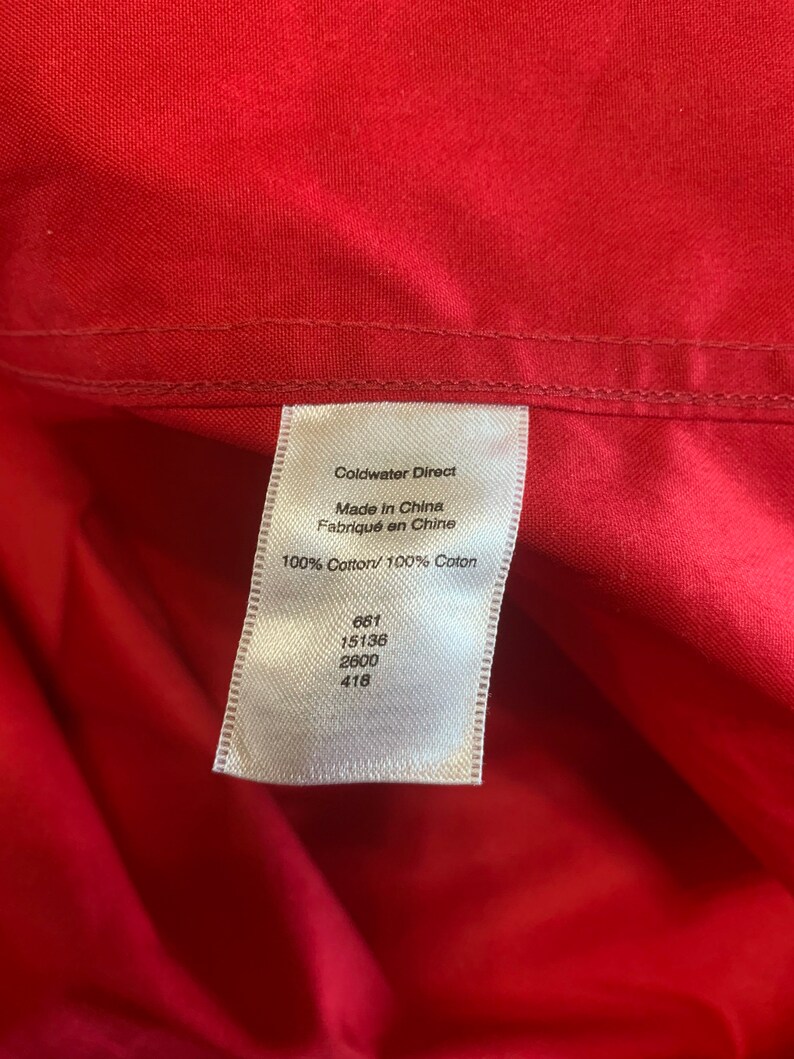 Coldwater Direct
Made in China
Fabriqué en Chine
100% Cotton/ 100% Coton
661
15136
2600
418